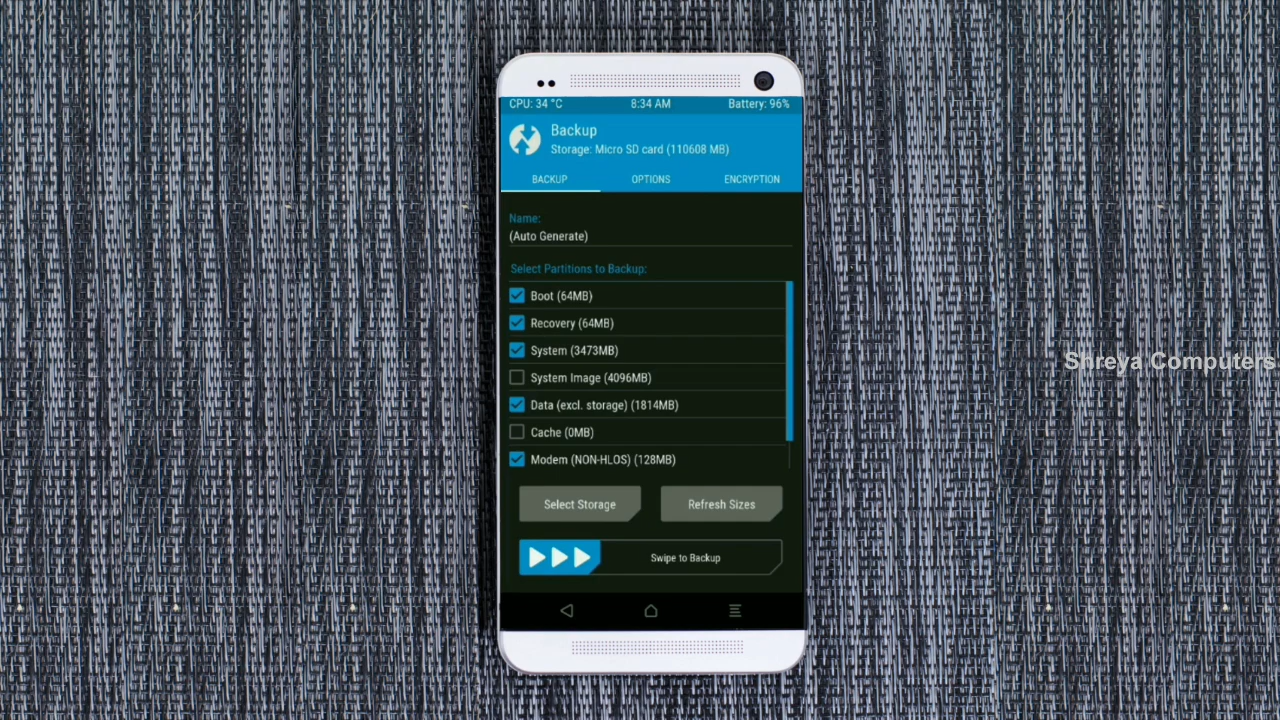 CPU: 34 °C 8:34 AM Battery: 96%
Backup
Storage: Micro SD card (110608 MB)
BACKUP OPTIONS ENCRYPTION
Name:
(Auto Generate)
Select Partitions to Backup:
Boot (64MB)
Recovery (64MB)
System (3473MB)
System Image (4096MB)
Data (excl. storage) (1814MB)
Cache (0MB)
Modem (NON-HLOS) (128MB)
Select Storage Refresh Sizes
Swipe to Backup
Shreya Computers